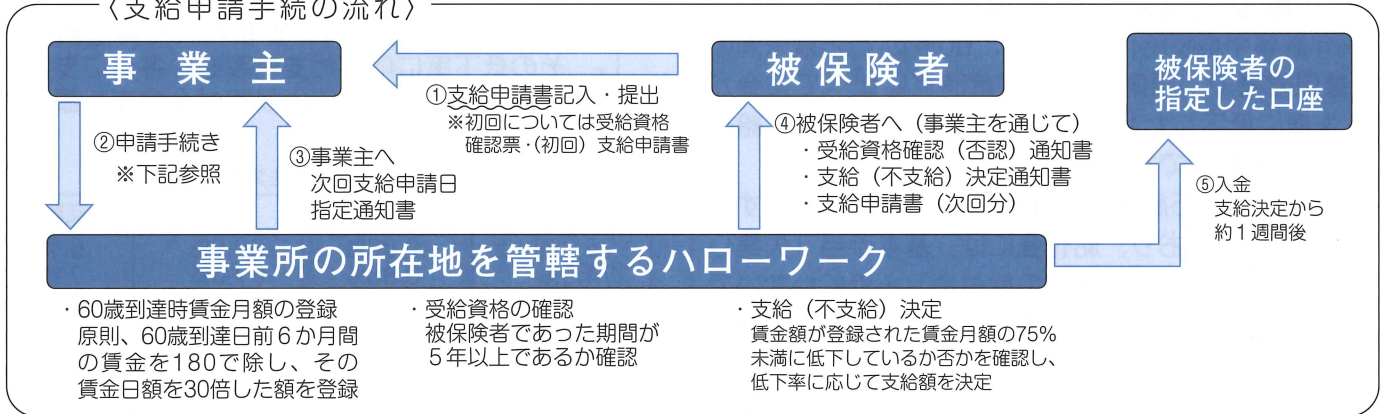 〈支給申請手続の流れ〉
事業主
被保険者
被保険者の
指定した口座
①支給申請書記入・提出
※初回については受給資格
確認票・(初回)支給申請書
②申請手続き
※下記参照
③事業主へ
次回支給申請日
指定通知書
④被保険者へ(事業主を通じて)
・受給資格確認(否認)通知書
・支給(不支給)決定通知書
・支給申請書(次回分)
⑤入金
支給決定から
約1週間後
事業所の所在地を管轄するハローワーク
・60歳到達時賃金月額の登録
原則、60歳到達日前6か月間
の賃金を180で除し、その
賃金日額を30倍した額を登録
・受給資格の確認
被保険者であった期間が
5年以上であるか確認
・支給(不支給)決定
賃金額が登録された賃金月額の75%
未満に低下しているか否かを確認し、
低下率に応じて支給額を決定